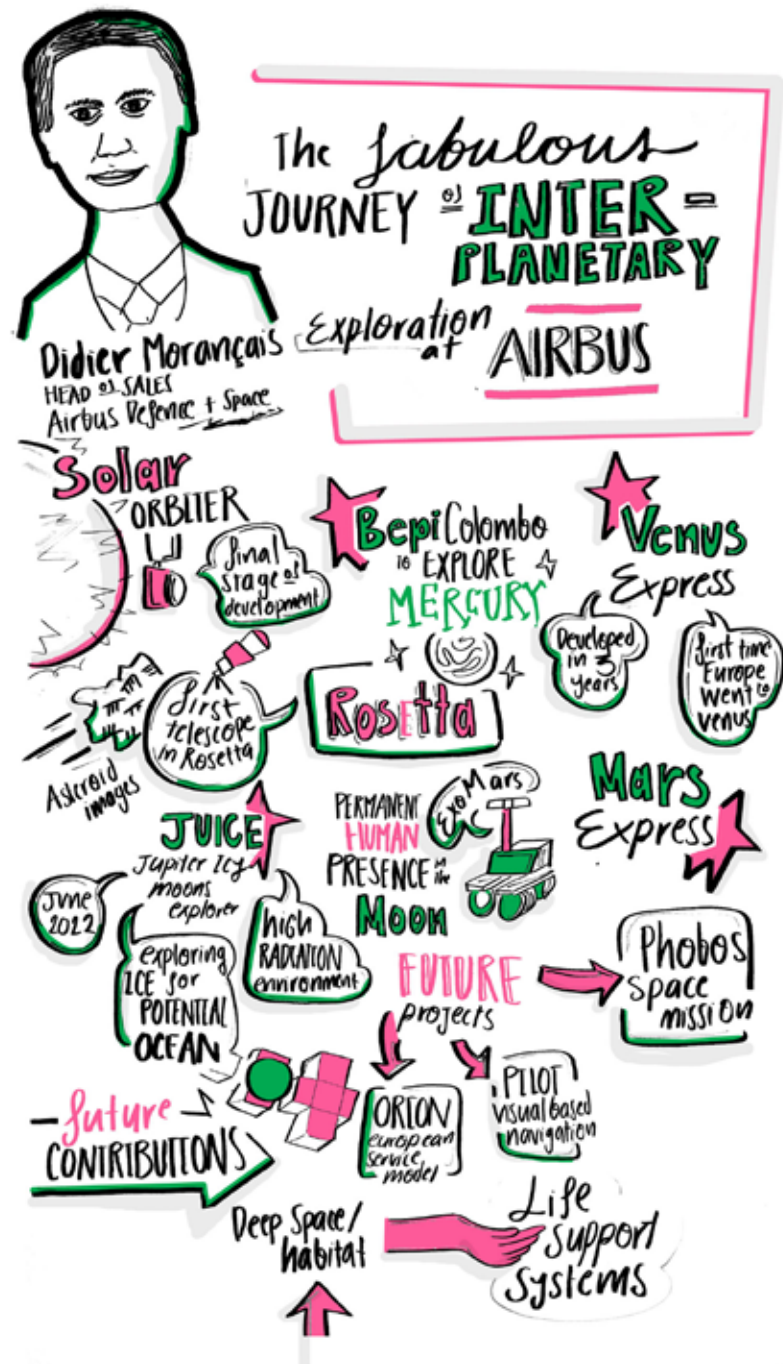 The fabulous
JOURNEY of INTER-
PLANETARY
Exploration
at
AIRBUS
Didier Morançais
HEAD of SALES
Airbus Defence + Space
Solar
ORBITER
final
stage of
development
BepiColombo
to EXPLORE
MERCURY
Venus
Express
Developed
in 3
years
first time
Europe
went to
venus
Asteroid
images
first
telescope
in Rosetta
Rosetta
JUICE
Jupiter Icy
moons
explorer
June
2022
exploring
ICE for
POTENTIAL
OCEAN
high
RADIATION
environment
PERMANENT
HUMAN
PRESENCE in the
Moon
ExoMars
Mars
Express
FUTURE
projects
Phobos
space
mission
ORION
european
service
model
PILOT
visual based
navigation
future
CONTRIBUTIONS
Deep Space/
habitat
Life
support
systems